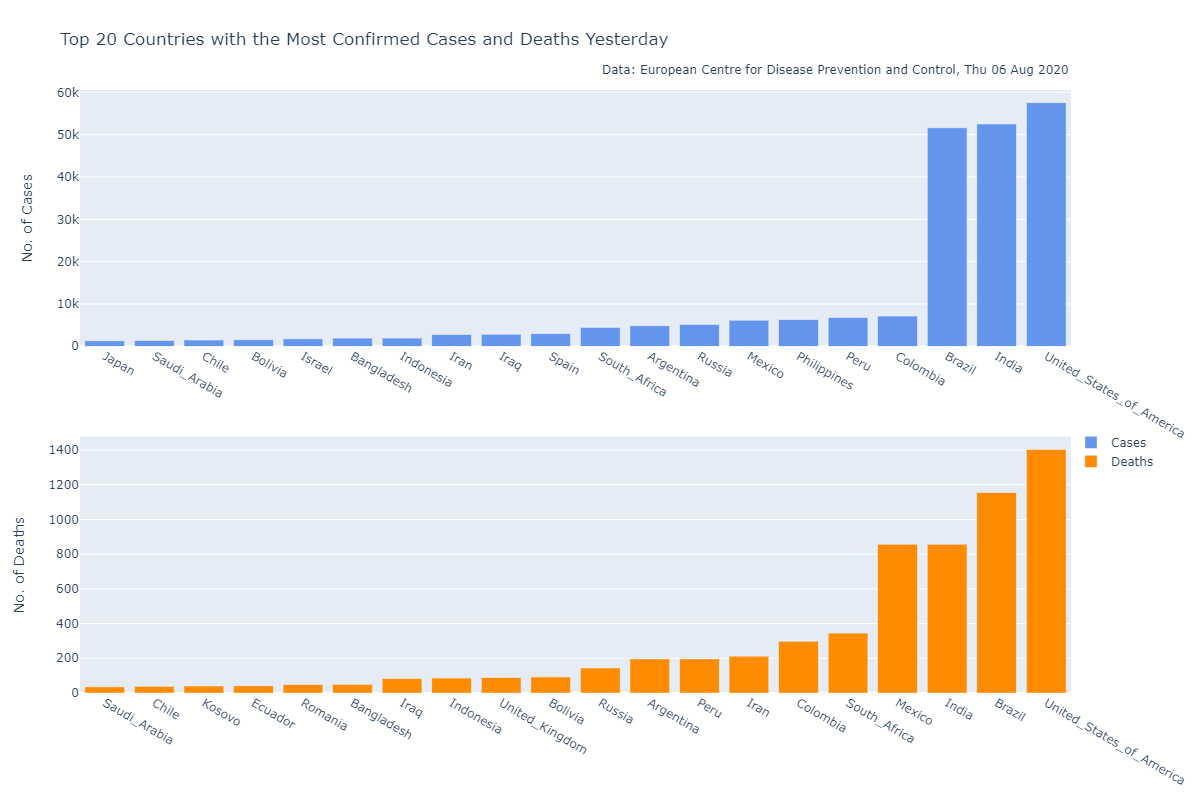 Top 20 Countries with the Most Confirmed Cases and Deaths Yesterday
Data: European Centre for Disease Prevention and Control, Thu 06 Aug 2020
No. of Cases
60k
50k
40k
30k
20k
10k
0
Japan
Saudi_Arabia
Chile
Bolivia
Israel
Bangladesh
Indonesia
Iran
Iraq
Spain
South_Africa
Argentina
Russia
Mexico
Philippines
Peru
Colombia
Brazil
India
United_States_of_America
Cases
Deaths
No. of Deaths
1400
1200
1000
800
600
400
200
0
Saudi_Arabia
Chile
Kosovo
Ecuador
Romania
Bangladesh
Iraq
Indonesia
United_Kingdom
Bolivia
Russia
Argentina
Peru
Iran
Colombia
South_Africa
Mexico
India
Brazil
United_States_of_America